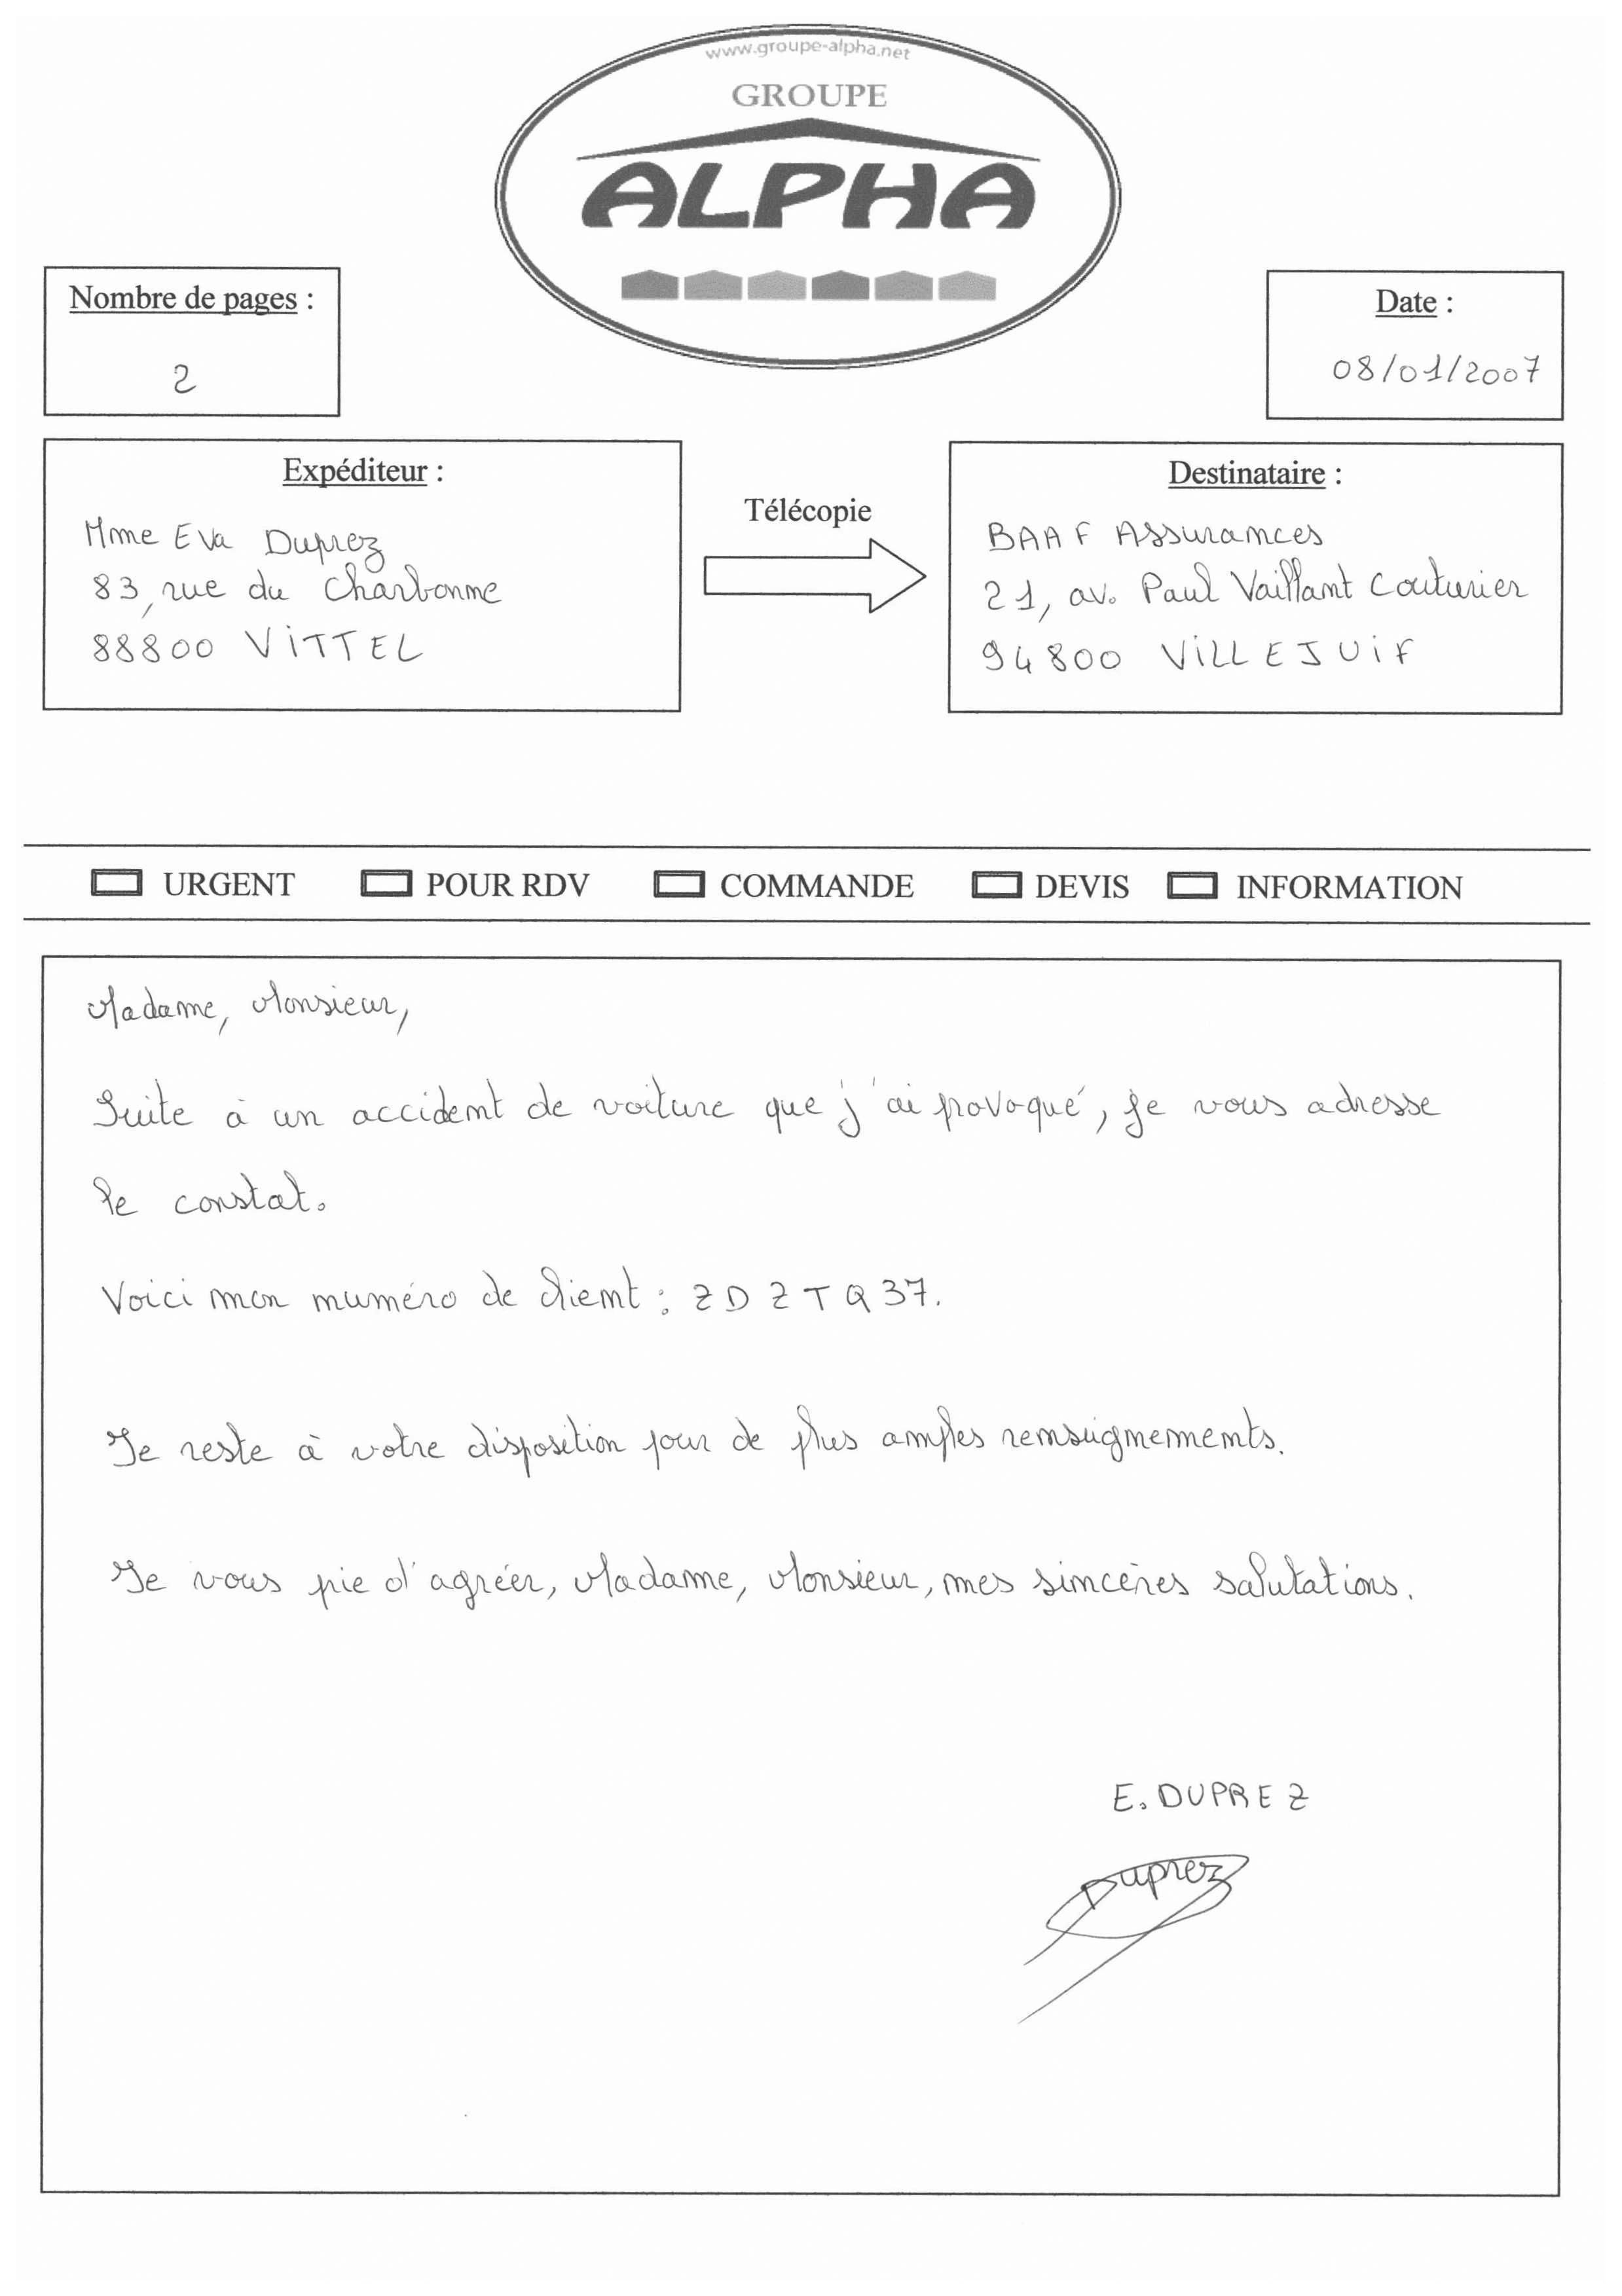 www.groupe-alpha.net
GROUPE
ALPHA
Nombre de pages :
2
Date :
08/01/2007
Expéditeur :
Mme Eva Duprez
83, rue du Charbonne
88800 ViTTEL
Télécopie
Destinataire :
BAAF Assurances
21, av. Paul Vaillant Couturier
94800 ViLLEJUiF
URGENT POUR RDV COMMANDE DEVIS INFORMATION
Madame, Monsieur,
Suite à un accident de voiture que j'ai provoqué, je vous adresse
le constat.
Voici mon numéro de client : ZDZTQ37.
Je reste à votre disposition pour de plus amples renseignements.
Je vous pie d'agréer, Madame, Monsieur, mes sincères salutations.
E. DUPREZ
Duprez